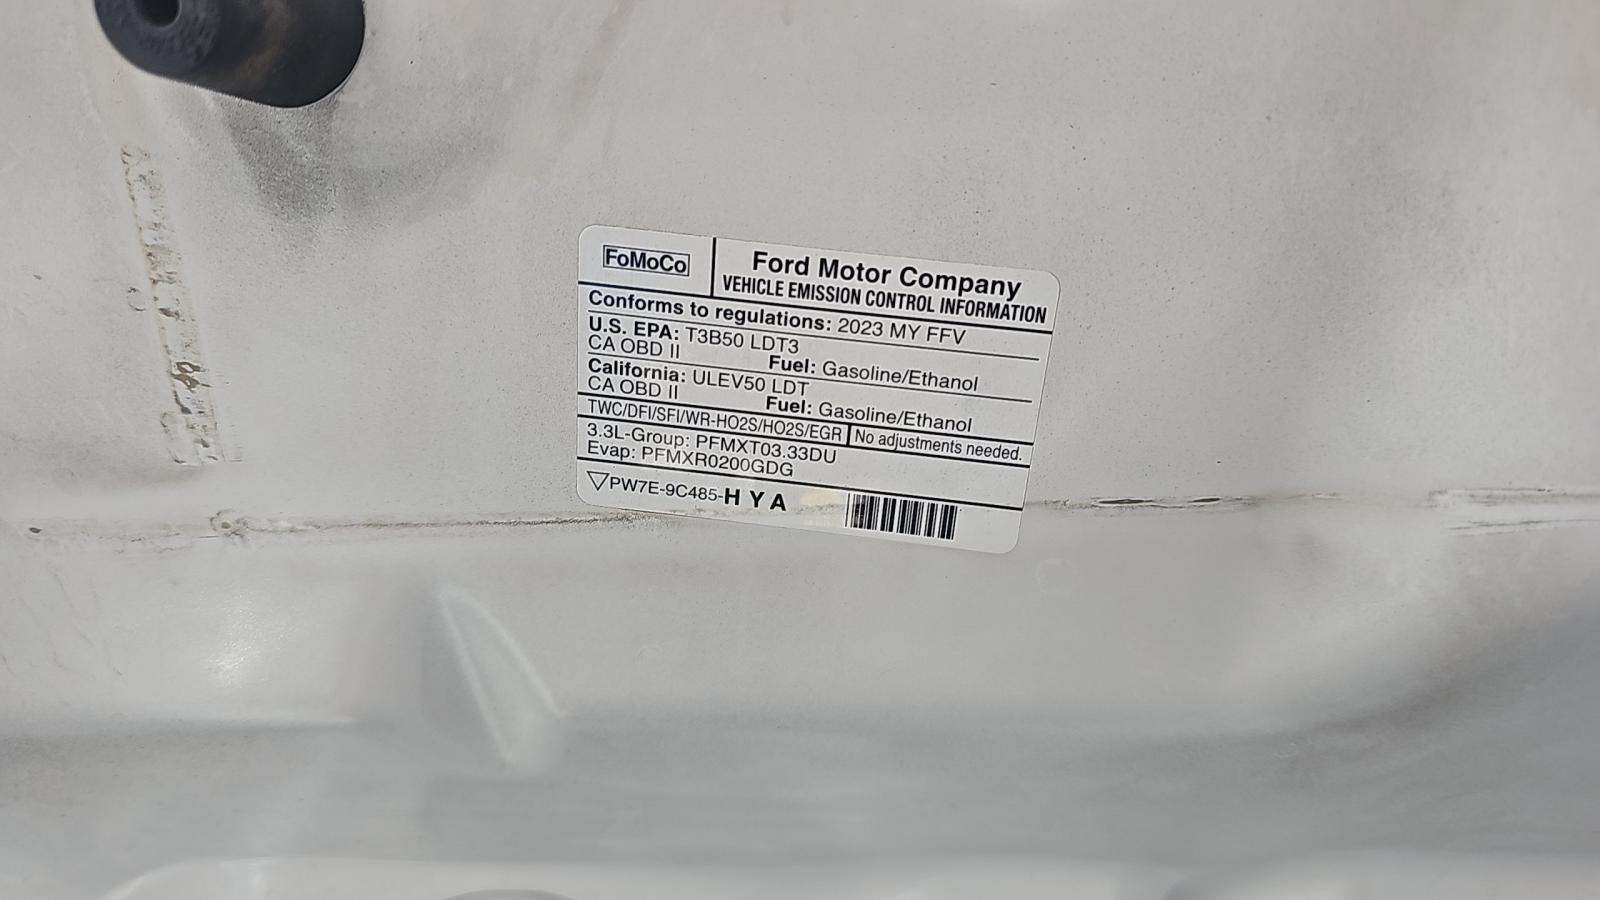 FoMoCo
Ford Motor Company
VEHICLE EMISSION CONTROL INFORMATION
Conforms to regulations: 2023 MY FFV
U.S. EPA: T3B50 LDT3
CA OBD II Fuel: Gasoline/Ethanol
California: ULEV50 LDT
CA OBD II Fuel: Gasoline/Ethanol
TWC/DFI/SFI/WR-HO2S/HO2S/EGR No adjustments needed.
3.3L-Group: PFMXT03.33DU
Evap: PFMXR0200GDG
PW7E-9C485-H Y A